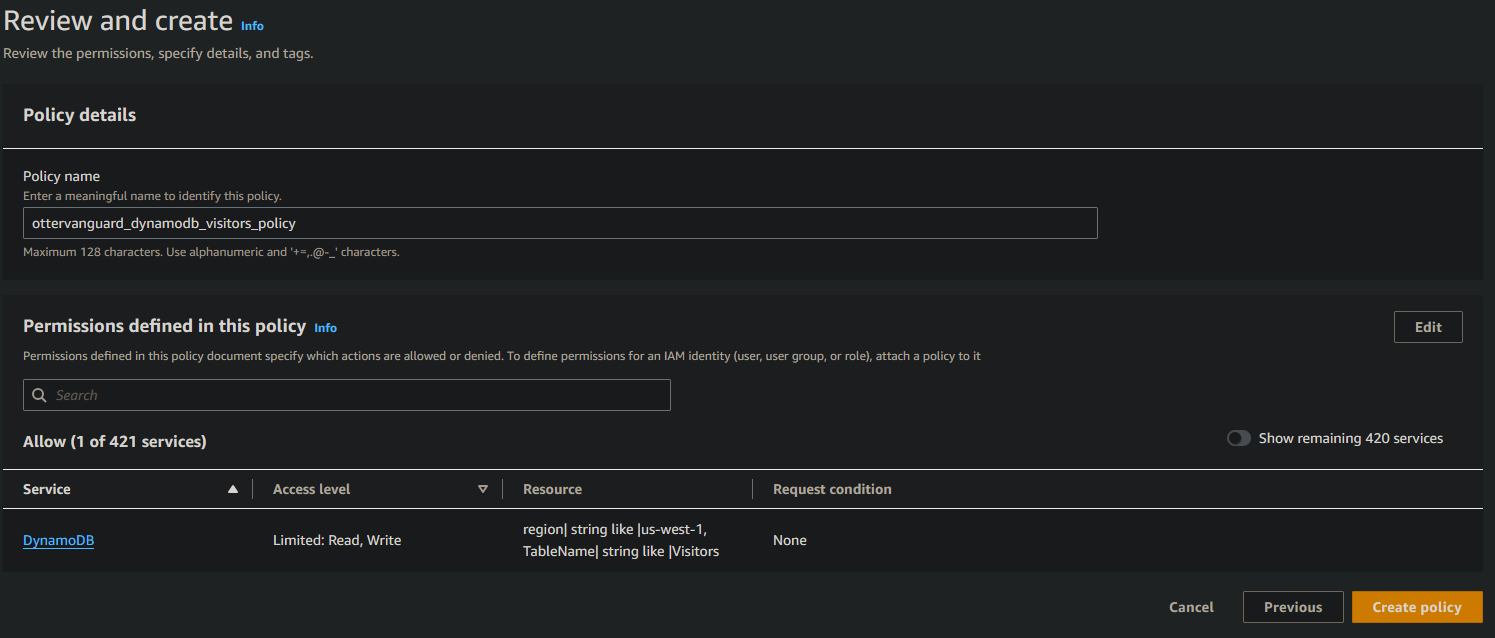 Review and create Info
Review the permissions, specify details, and tags.
Policy details
Policy name
Enter a meaningful name to identify this policy.
ottervanguard_dynamodb_visitors_policy
Maximum 128 characters. Use alphanumeric and '+=,.@-_' characters.
Permissions defined in this policy Info
Edit
Permissions defined in this policy document specify which actions are allowed or denied. To define permissions for an IAM identity (user, user group, or role), attach a policy to it
Search
Allow (1 of 421 services)
Show remaining 420 services
Service Access level Resource Request condition
DynamoDB Limited: Read, Write region| string like |us-west-1, None
TableName| string like |Visitors
Cancel Previous Create policy